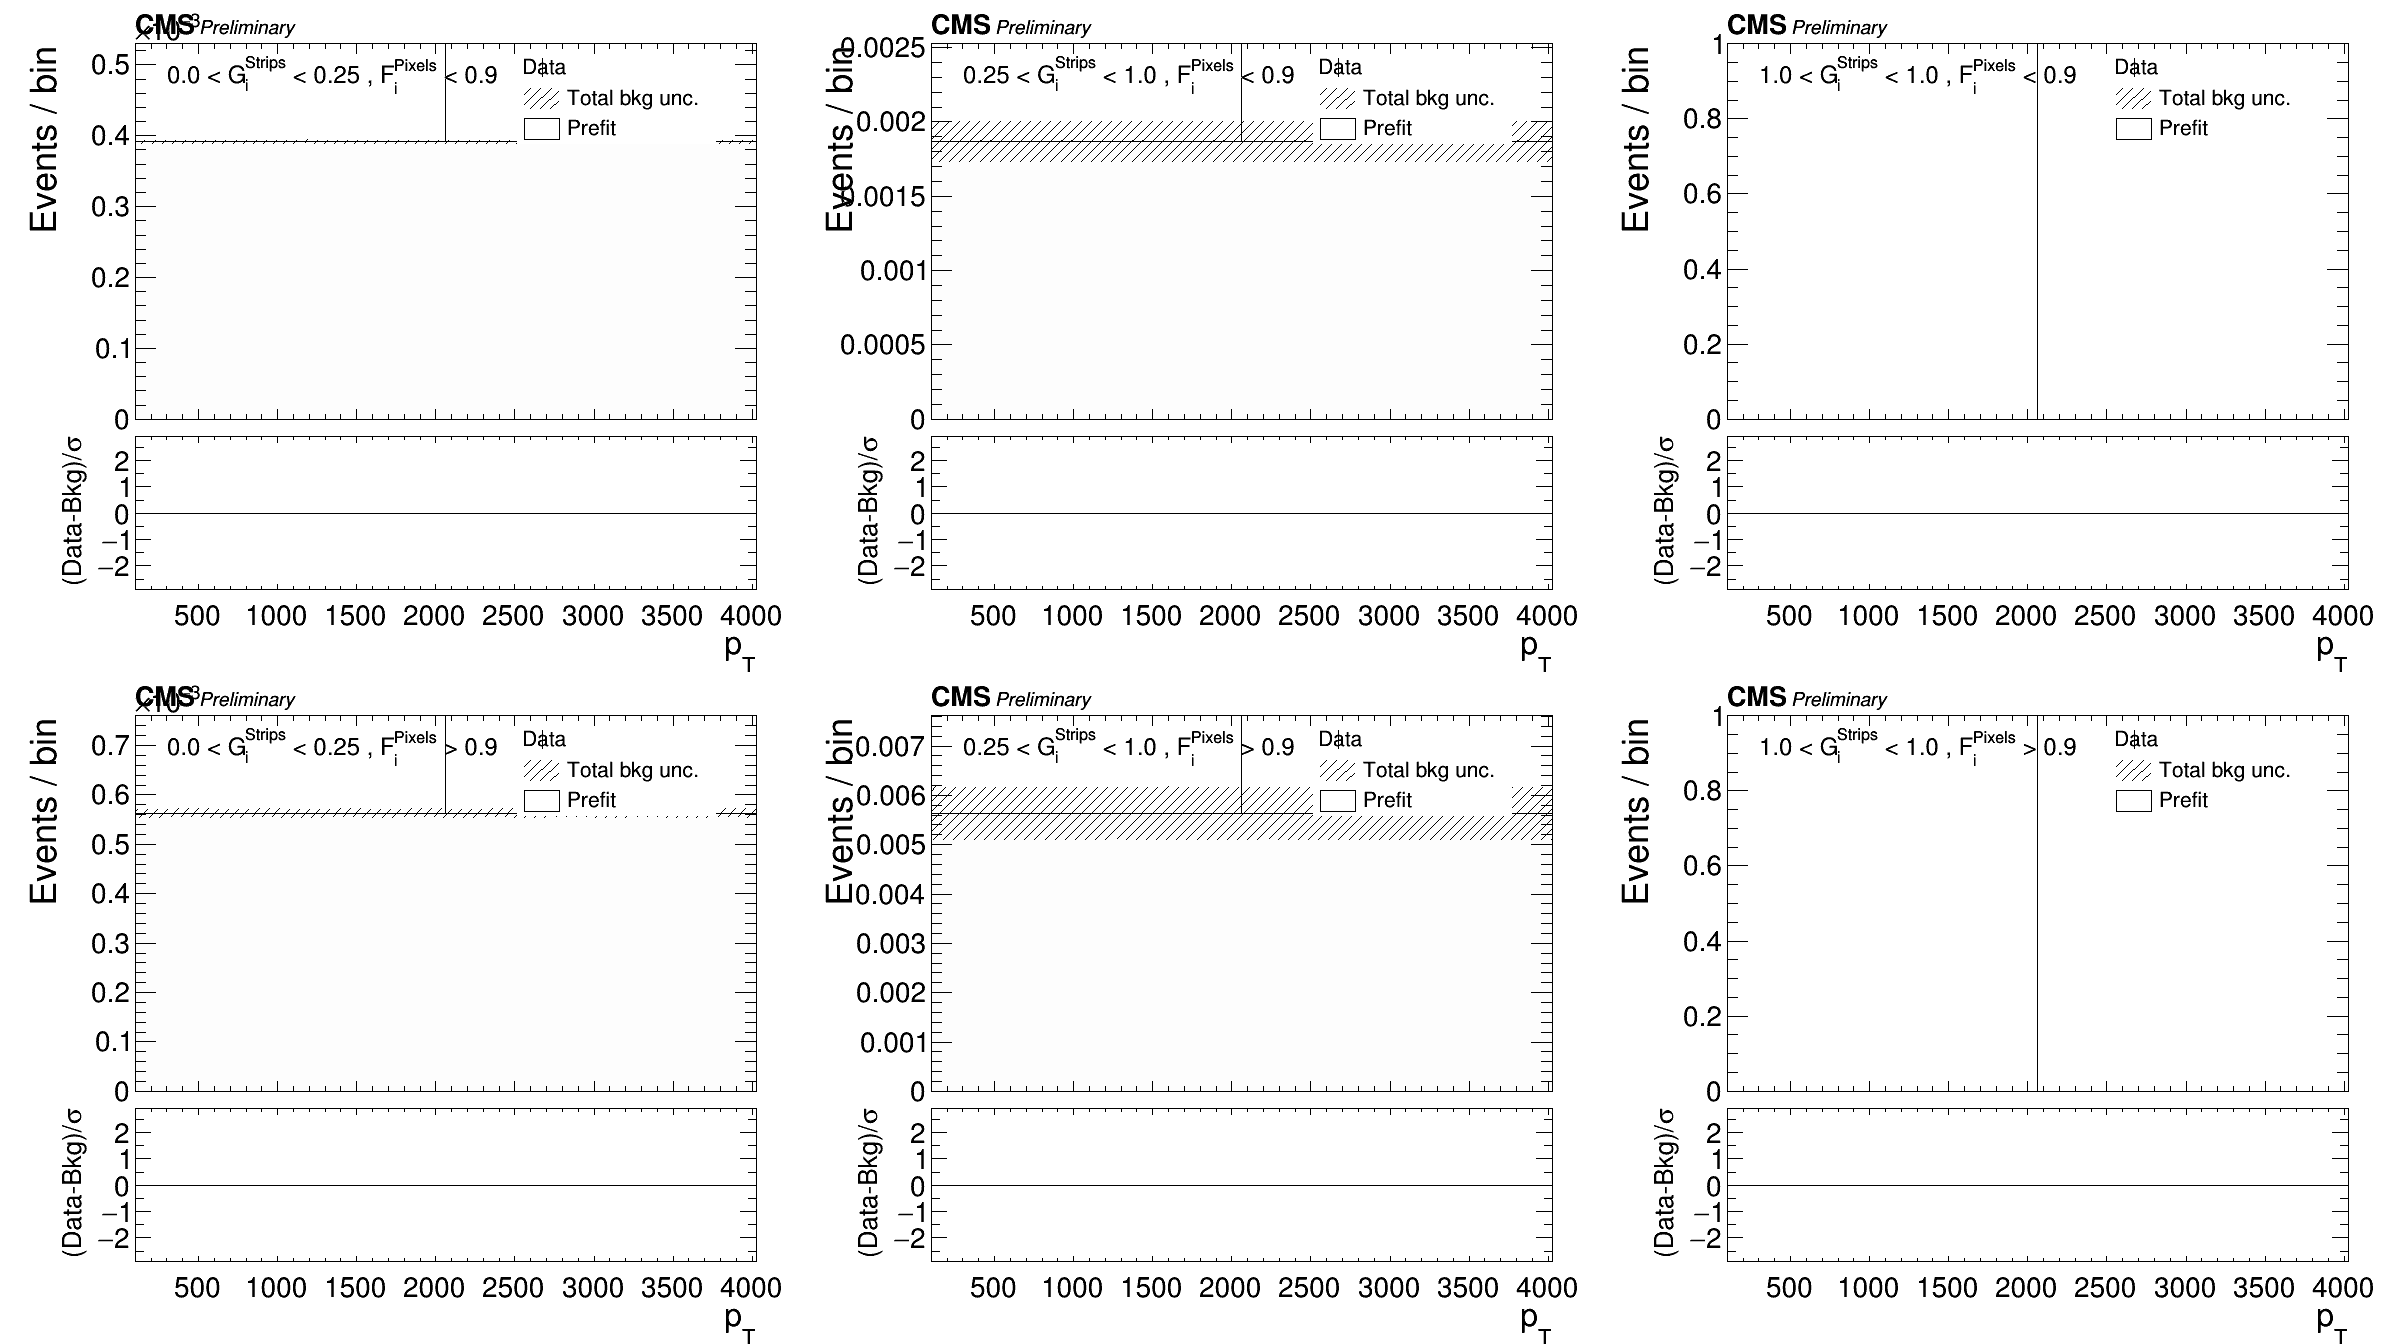 CMS Preliminary
×10⁻³
Events / bin
0.5
0.4
0.3
0.2
0.1
0
0.0 < G_i^Strips < 0.25 , F_i^Pixels < 0.9
Data
Total bkg unc.
Prefit
(Data-Bkg)/σ
2
1
0
−1
−2
500 1000 1500 2000 2500 3000 3500 4000
p_T
CMS Preliminary
Events / bin
0.0025
0.002
0.0015
0.001
0.0005
0
0.25 < G_i^Strips < 1.0 , F_i^Pixels < 0.9
Data
Total bkg unc.
Prefit
(Data-Bkg)/σ
2
1
0
−1
−2
500 1000 1500 2000 2500 3000 3500 4000
p_T
CMS Preliminary
Events / bin
1
0.8
0.6
0.4
0.2
0
1.0 < G_i^Strips < 1.0 , F_i^Pixels < 0.9
Data
Total bkg unc.
Prefit
(Data-Bkg)/σ
2
1
0
−1
−2
500 1000 1500 2000 2500 3000 3500 4000
p_T
CMS Preliminary
×10⁻³
Events / bin
0.7
0.6
0.5
0.4
0.3
0.2
0.1
0
0.0 < G_i^Strips < 0.25 , F_i^Pixels > 0.9
Data
Total bkg unc.
Prefit
(Data-Bkg)/σ
2
1
0
−1
−2
500 1000 1500 2000 2500 3000 3500 4000
p_T
CMS Preliminary
Events / bin
0.007
0.006
0.005
0.004
0.003
0.002
0.001
0
0.25 < G_i^Strips < 1.0 , F_i^Pixels > 0.9
Data
Total bkg unc.
Prefit
(Data-Bkg)/σ
2
1
0
−1
−2
500 1000 1500 2000 2500 3000 3500 4000
p_T
CMS Preliminary
Events / bin
1
0.8
0.6
0.4
0.2
0
1.0 < G_i^Strips < 1.0 , F_i^Pixels > 0.9
Data
Total bkg unc.
Prefit
(Data-Bkg)/σ
2
1
0
−1
−2
500 1000 1500 2000 2500 3000 3500 4000
p_T